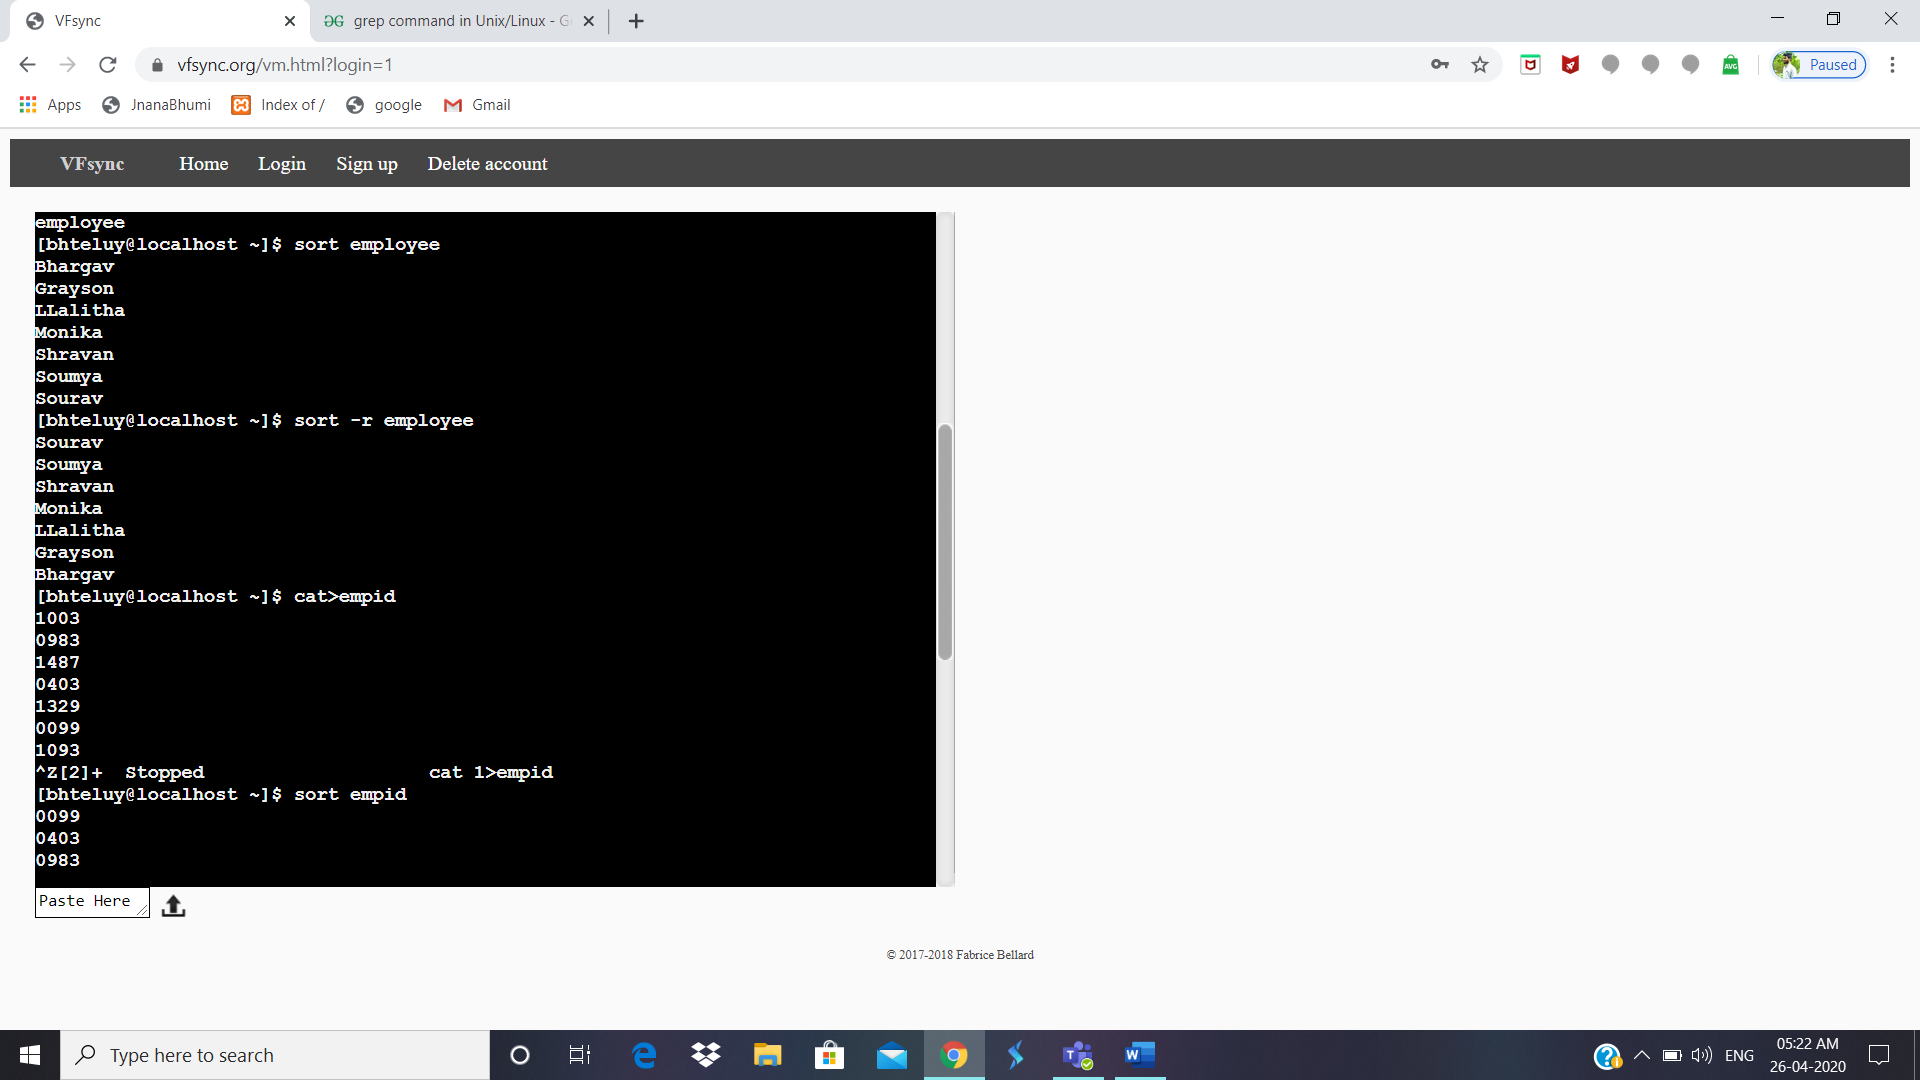 VFsync
grep command in Unix/Linux - G
vfsync.org/vm.html?login=1
Paused
Apps
JnanaBhumi
Index of /
google
Gmail
VFsync
Home
Login
Sign up
Delete account
employee
[bhteluy@localhost ~]$ sort employee
Bhargav
Grayson
LLalitha
Monika
Shravan
Soumya
Sourav
[bhteluy@localhost ~]$ sort -r employee
Sourav
Soumya
Shravan
Monika
LLalitha
Grayson
Bhargav
[bhteluy@localhost ~]$ cat>empid
1003
0983
1487
0403
1329
0099
1093
^Z[2]+  Stopped                    cat 1>empid
[bhteluy@localhost ~]$ sort empid
0099
0403
0983
Paste Here
© 2017-2018 Fabrice Bellard
Type here to search
ENG
05:22 AM
26-04-2020